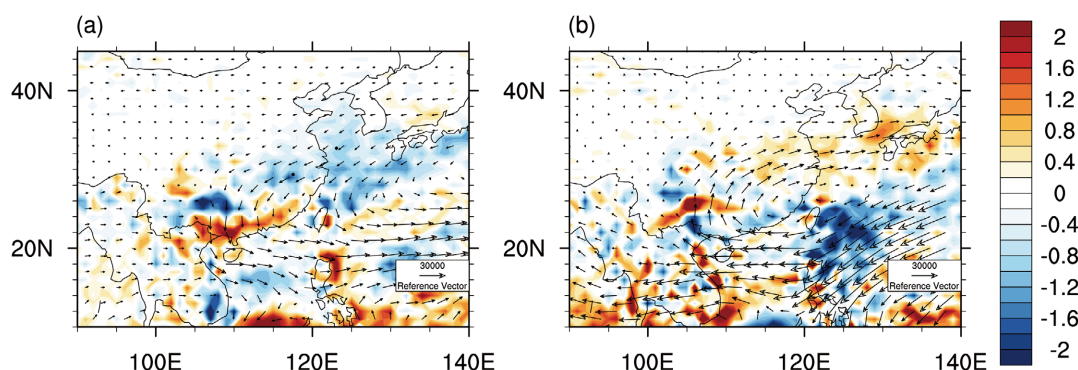 (a)
(b)
40N
20N
30000
Reference Vector
100E
120E
140E
40N
20N
30000
Reference Vector
100E
120E
140E
2
1.6
1.2
0.8
0.4
0
-0.4
-0.8
-1.2
-1.6
-2